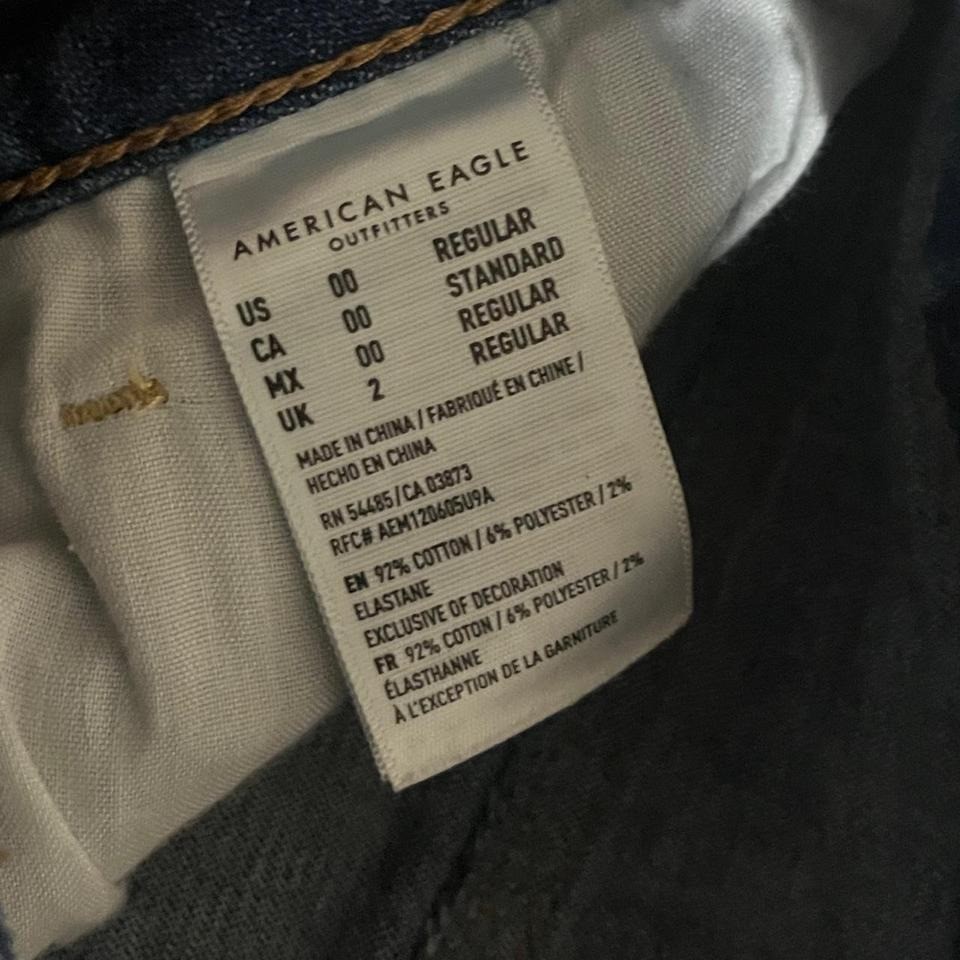 AMERICAN EAGLE
OUTFITTERS
US 00 REGULAR
CA 00 STANDARD
MX 00 REGULAR
UK 2 REGULAR
MADE IN CHINA / FABRIQUÉ EN CHINE /
HECHO EN CHINA
RN 54485 / CA 03873
RFC# AEM120605U9A
EN 92% COTTON / 6% POLYESTER / 2%
ELASTANE
EXCLUSIVE OF DECORATION
FR 92% COTON / 6% POLYESTER / 2%
ÉLASTHANNE
À L'EXCEPTION DE LA GARNITURE